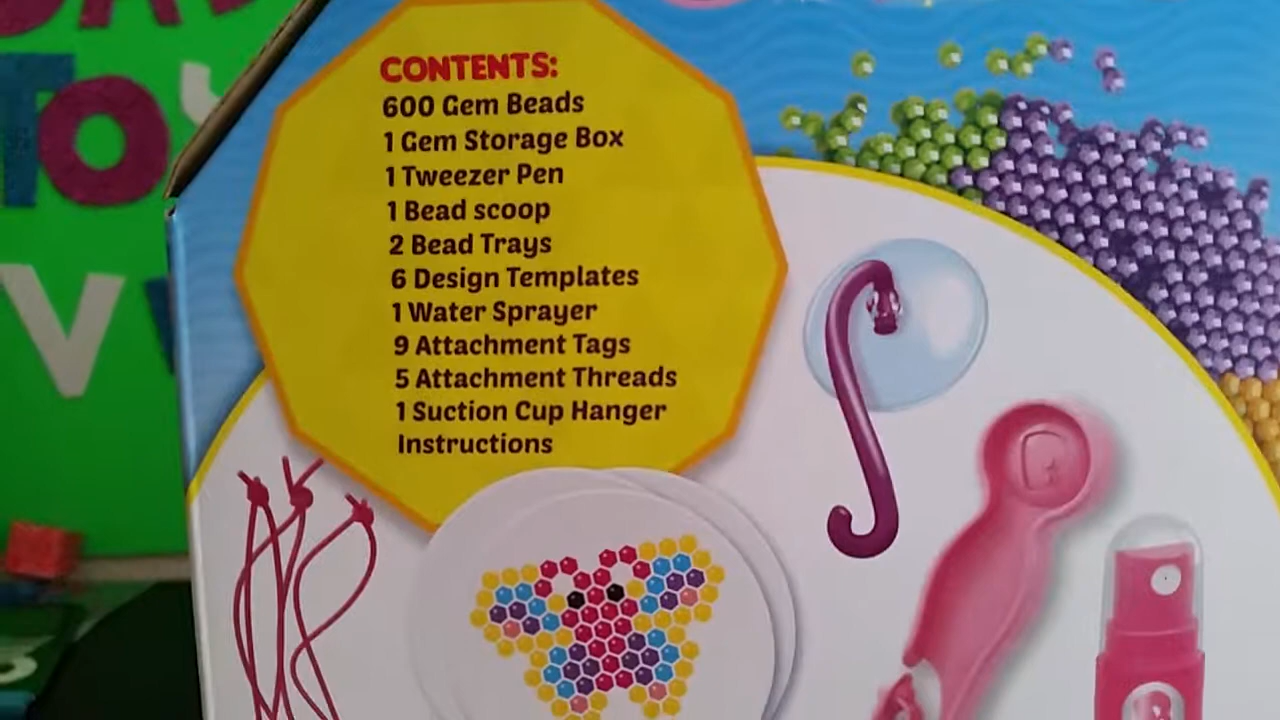 TOY
V
CONTENTS:
600 Gem Beads
1 Gem Storage Box
1 Tweezer Pen
1 Bead scoop
2 Bead Trays
6 Design Templates
1 Water Sprayer
9 Attachment Tags
5 Attachment Threads
1 Suction Cup Hanger
Instructions